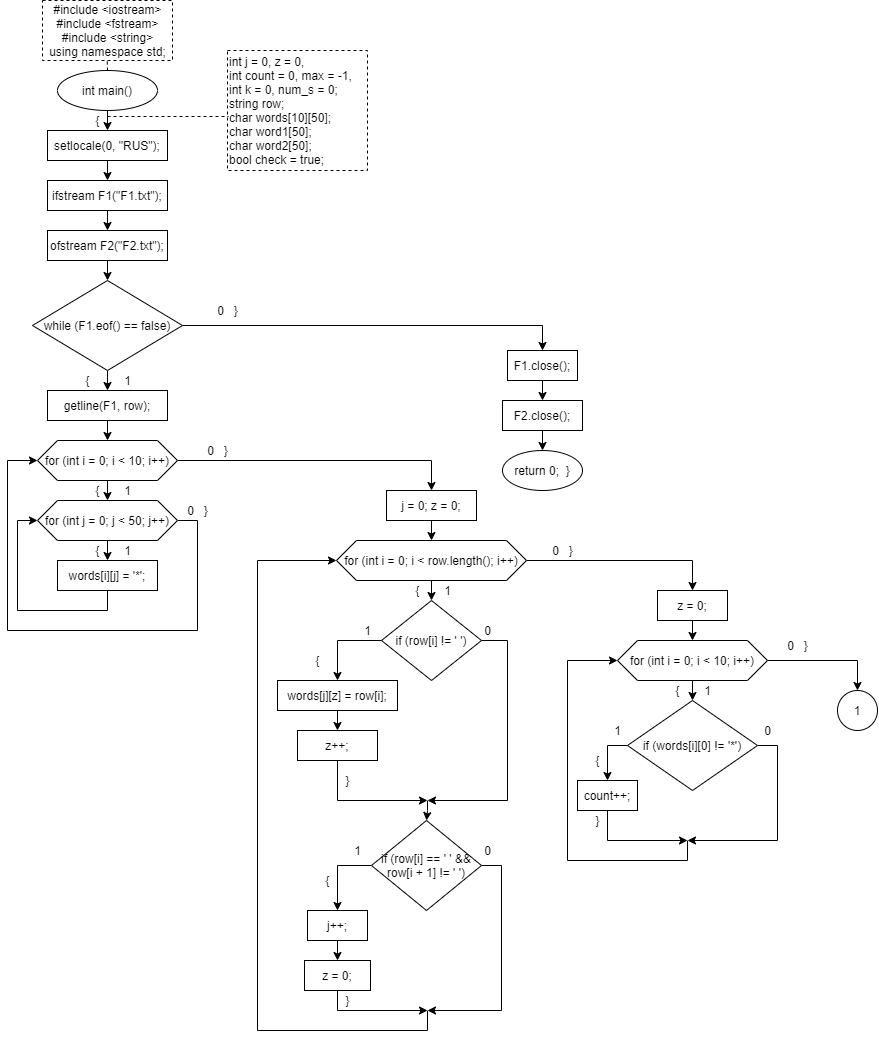 #include <iostream>
#include <fstream>
#include <string>
using namespace std;
int main()
{
int j = 0, z = 0,
int count = 0, max = -1,
int k = 0, num_s = 0;
string row;
char words[10][50];
char word1[50];
char word2[50];
bool check = true;
setlocale(0, "RUS");
ifstream F1("F1.txt");
ofstream F2("F2.txt");
while (F1.eof() == false)
0 }
{ 1
F1.close();
F2.close();
return 0; }
getline(F1, row);
for (int i = 0; i < 10; i++)
0 }
{ 1
for (int j = 0; j < 50; j++)
0 }
{ 1
words[i][j] = '*';
j = 0; z = 0;
for (int i = 0; i < row.length(); i++)
0 }
{ 1
if (row[i] != ' ')
1
0
{
words[j][z] = row[i];
z++;
}
if (row[i] == ' ' &&
row[i + 1] != ' ')
1
0
{
j++;
z = 0;
}
z = 0;
for (int i = 0; i < 10; i++)
0 }
{ 1
1
if (words[i][0] != '*')
1
0
{
count++;
}